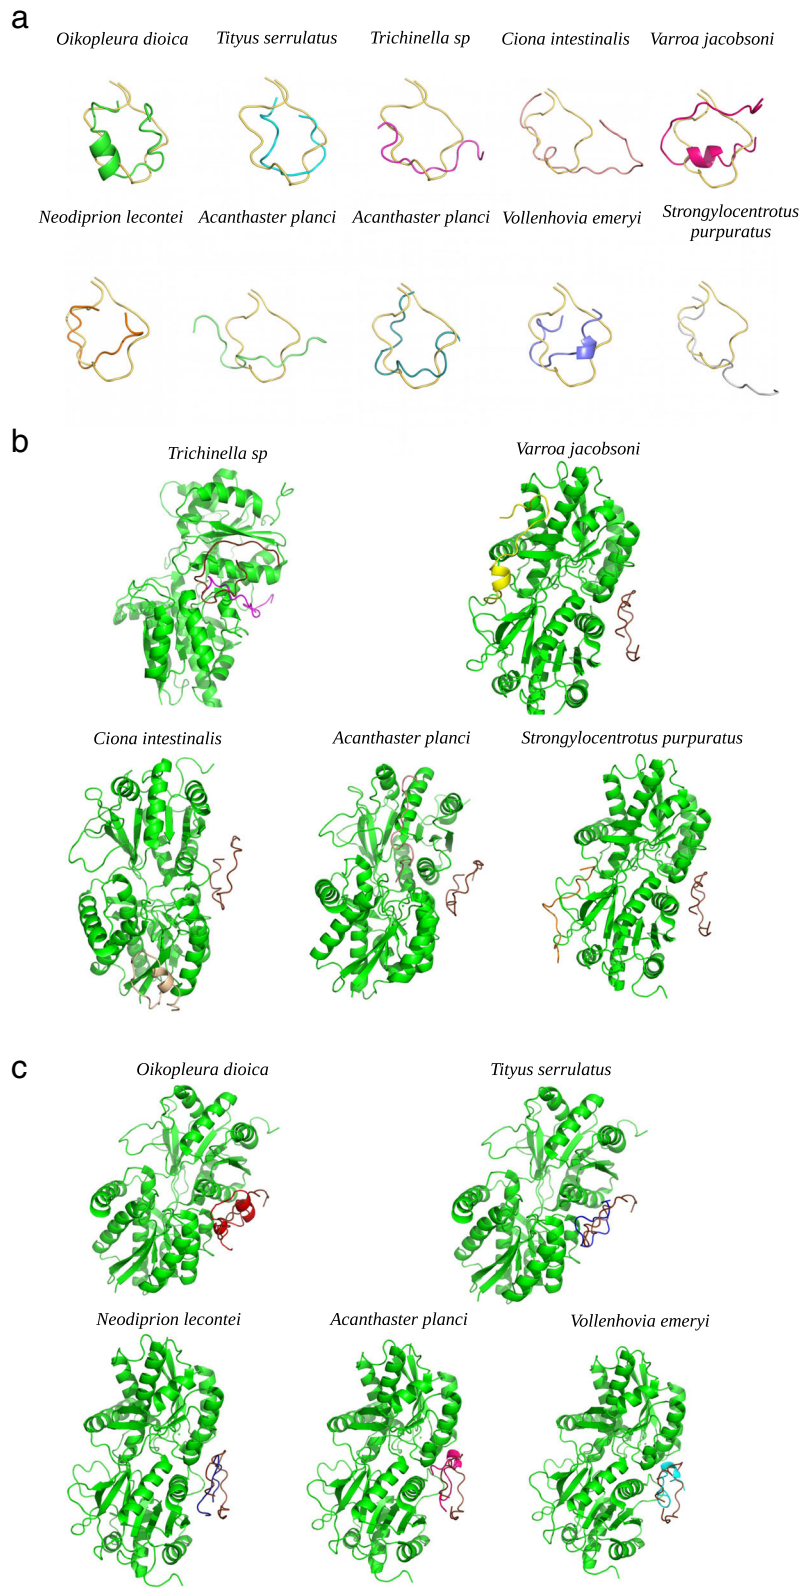 a
Oikopleura dioica
Tityus serrulatus
Trichinella sp
Ciona intestinalis
Varroa jacobsoni
Neodiprion lecontei
Acanthaster planci
Acanthaster planci
Vollenhovia emeryi
Strongylocentrotus
purpuratus
b
Trichinella sp
Varroa jacobsoni
Ciona intestinalis
Acanthaster planci
Strongylocentrotus purpuratus
c
Oikopleura dioica
Tityus serrulatus
Neodiprion lecontei
Acanthaster planci
Vollenhovia emeryi